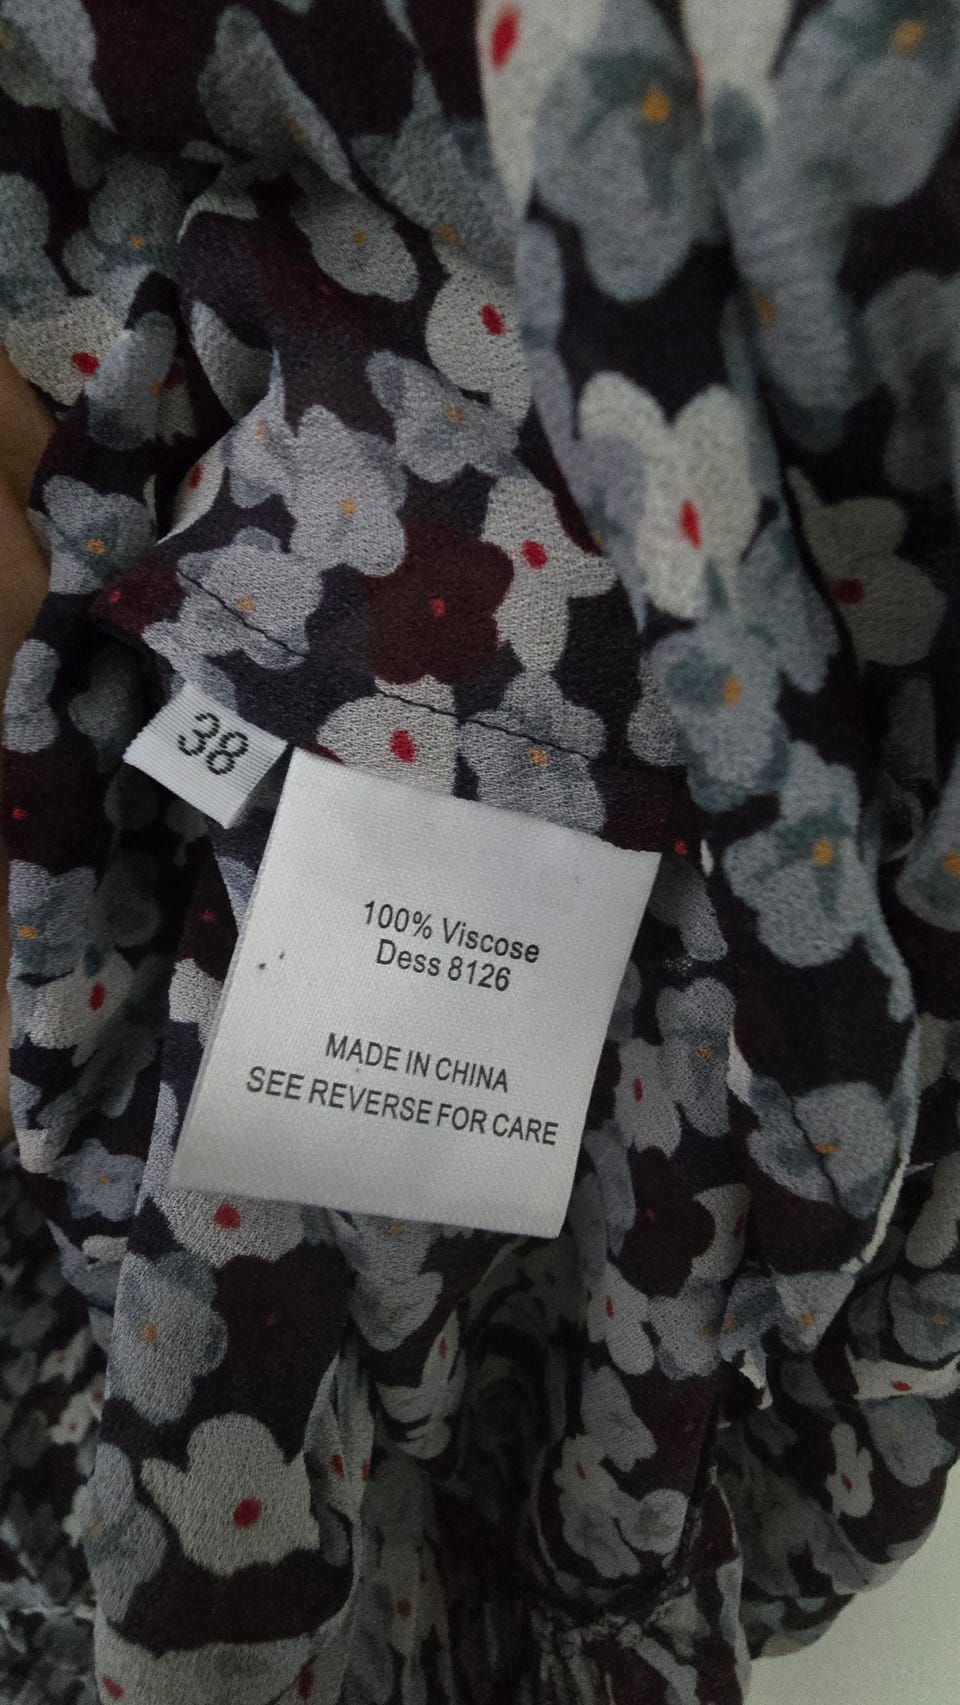 38
100% Viscose
Dess 8126
MADE IN CHINA
SEE REVERSE FOR CARE